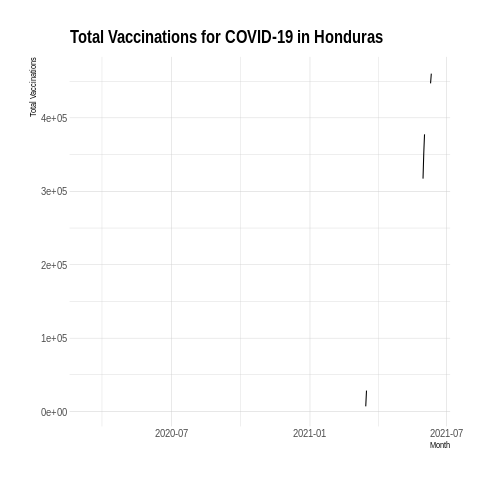 Total Vaccinations for COVID-19 in Honduras
Total Vaccinations
4e+05
3e+05
2e+05
1e+05
0e+00
2020-07 2021-01 2021-07
Month